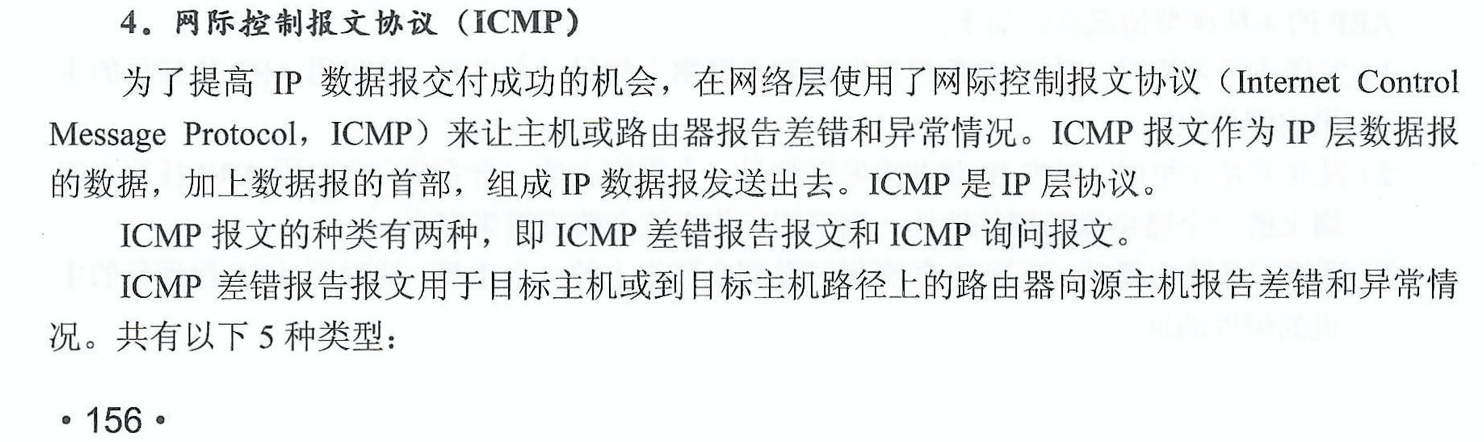 4。网际控制报文协议（ICMP）
为了提高 IP 数据报交付成功的机会，在网络层使用了网际控制报文协议（Internet Control
Message Protocol，ICMP）来让主机或路由器报告差错和异常情况。ICMP 报文作为 IP 层数据报
的数据，加上数据报的首部，组成 IP 数据报发送出去。ICMP 是 IP 层协议。
ICMP 报文的种类有两种，即 ICMP 差错报告报文和 ICMP 询问报文。
ICMP 差错报告报文用于目标主机或到目标主机路径上的路由器向源主机报告差错和异常情
况。共有以下 5 种类型：
·156·